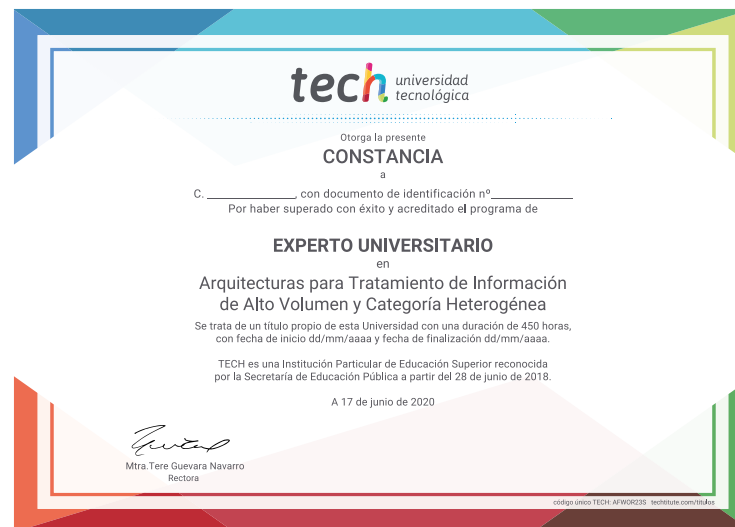 tech universidad
tecnológica
Otorga la presente
CONSTANCIA
a
C. ________________, con documento de identificación nº______________
Por haber superado con éxito y acreditado el programa de
EXPERTO UNIVERSITARIO
en
Arquitecturas para Tratamiento de Información
de Alto Volumen y Categoría Heterogénea
Se trata de un título propio de esta Universidad con una duración de 450 horas,
con fecha de inicio dd/mm/aaaa y fecha de finalización dd/mm/aaaa.
TECH es una Institución Particular de Educación Superior reconocida
por la Secretaría de Educación Pública a partir del 28 de junio de 2018.
A 17 de junio de 2020
Mtra.Tere Guevara Navarro
Rectora
código único TECH: AFWOR23S techtitute.com/títulos